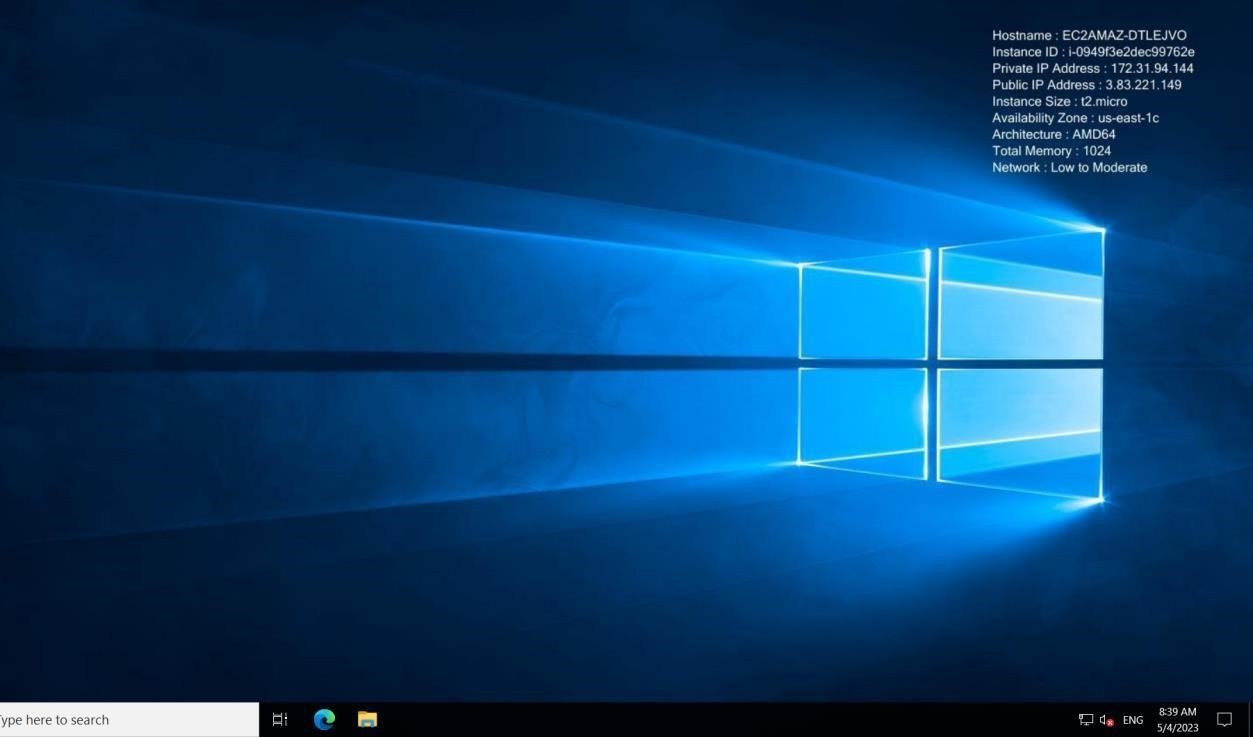 Hostname : EC2AMAZ-DTLEJVO
Instance ID : i-0949f3e2dec99762e
Private IP Address : 172.31.94.144
Public IP Address : 3.83.221.149
Instance Size : t2.micro
Availability Zone : us-east-1c
Architecture : AMD64
Total Memory : 1024
Network : Low to Moderate
Type here to search
ENG
8:39 AM
5/4/2023